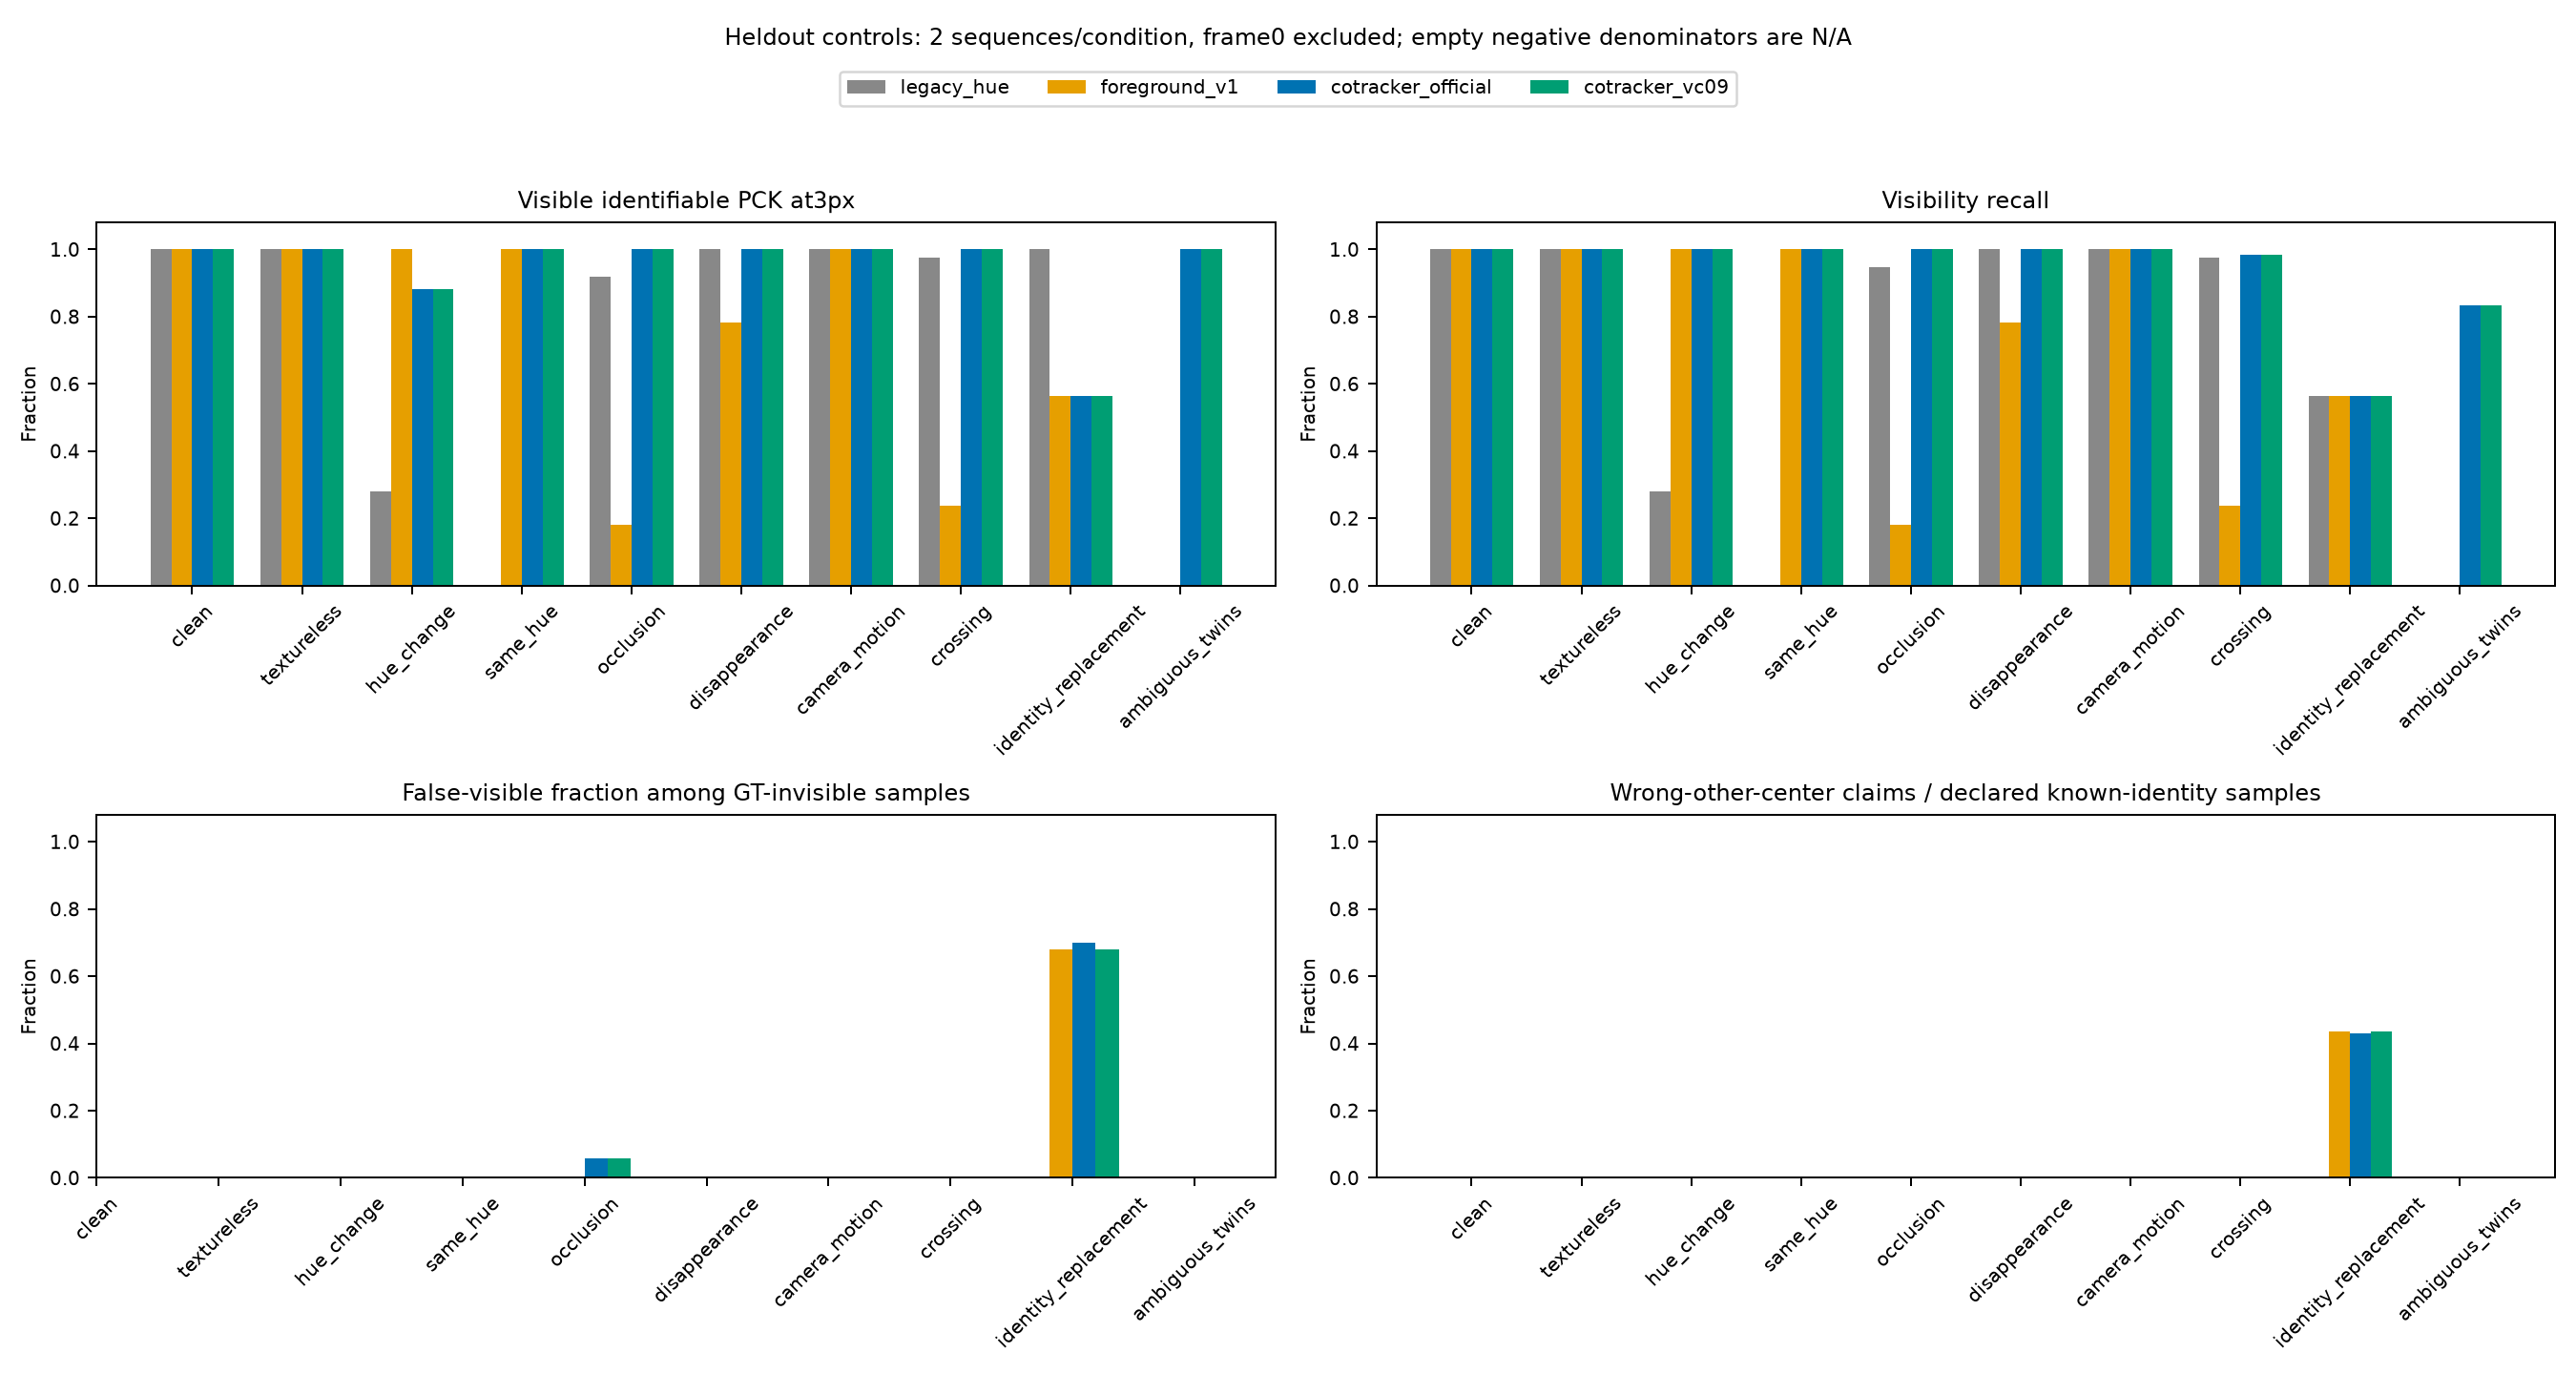 Heldout controls: 2 sequences/condition, frame0 excluded; empty negative denominators are N/A
legacy_hue foreground_v1 cotracker_official cotracker_vc09
Visible identifiable PCK at3px
Fraction
1.0
0.8
0.6
0.4
0.2
0.0
clean
textureless
hue_change
same_hue
occlusion
disappearance
camera_motion
crossing
identity_replacement
ambiguous_twins
Visibility recall
Fraction
1.0
0.8
0.6
0.4
0.2
0.0
clean
textureless
hue_change
same_hue
occlusion
disappearance
camera_motion
crossing
identity_replacement
ambiguous_twins
False-visible fraction among GT-invisible samples
Fraction
1.0
0.8
0.6
0.4
0.2
0.0
clean
textureless
hue_change
same_hue
occlusion
disappearance
camera_motion
crossing
identity_replacement
ambiguous_twins
Wrong-other-center claims / declared known-identity samples
Fraction
1.0
0.8
0.6
0.4
0.2
0.0
clean
textureless
hue_change
same_hue
occlusion
disappearance
camera_motion
crossing
identity_replacement
ambiguous_twins